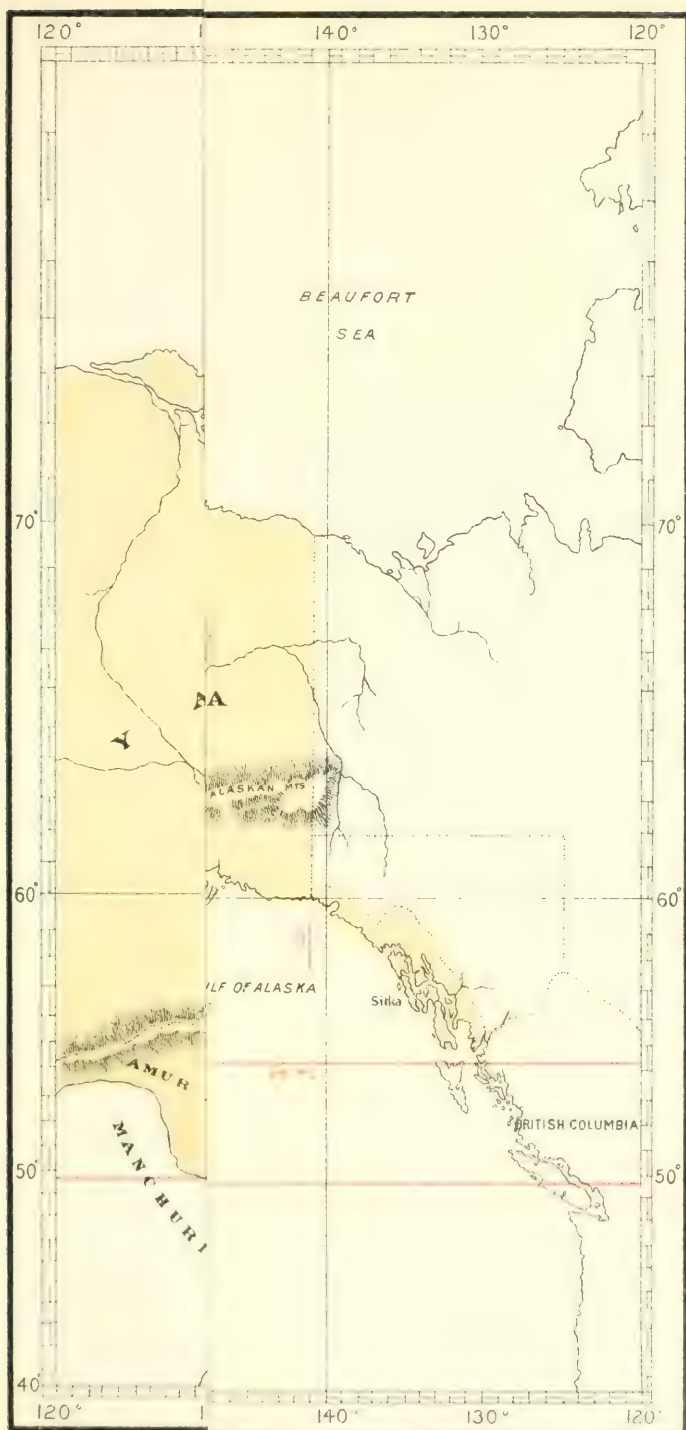 120° 140° 130° 120°
BEAUFORT
SEA
70° 70°
A
Y
ALASKAN MTS
60° 60°
ULF OF ALASKA
Sitka
AMUR
BRITISH COLUMBIA
MANCHURI
50° 50°
40°
120° 140° 130° 120°